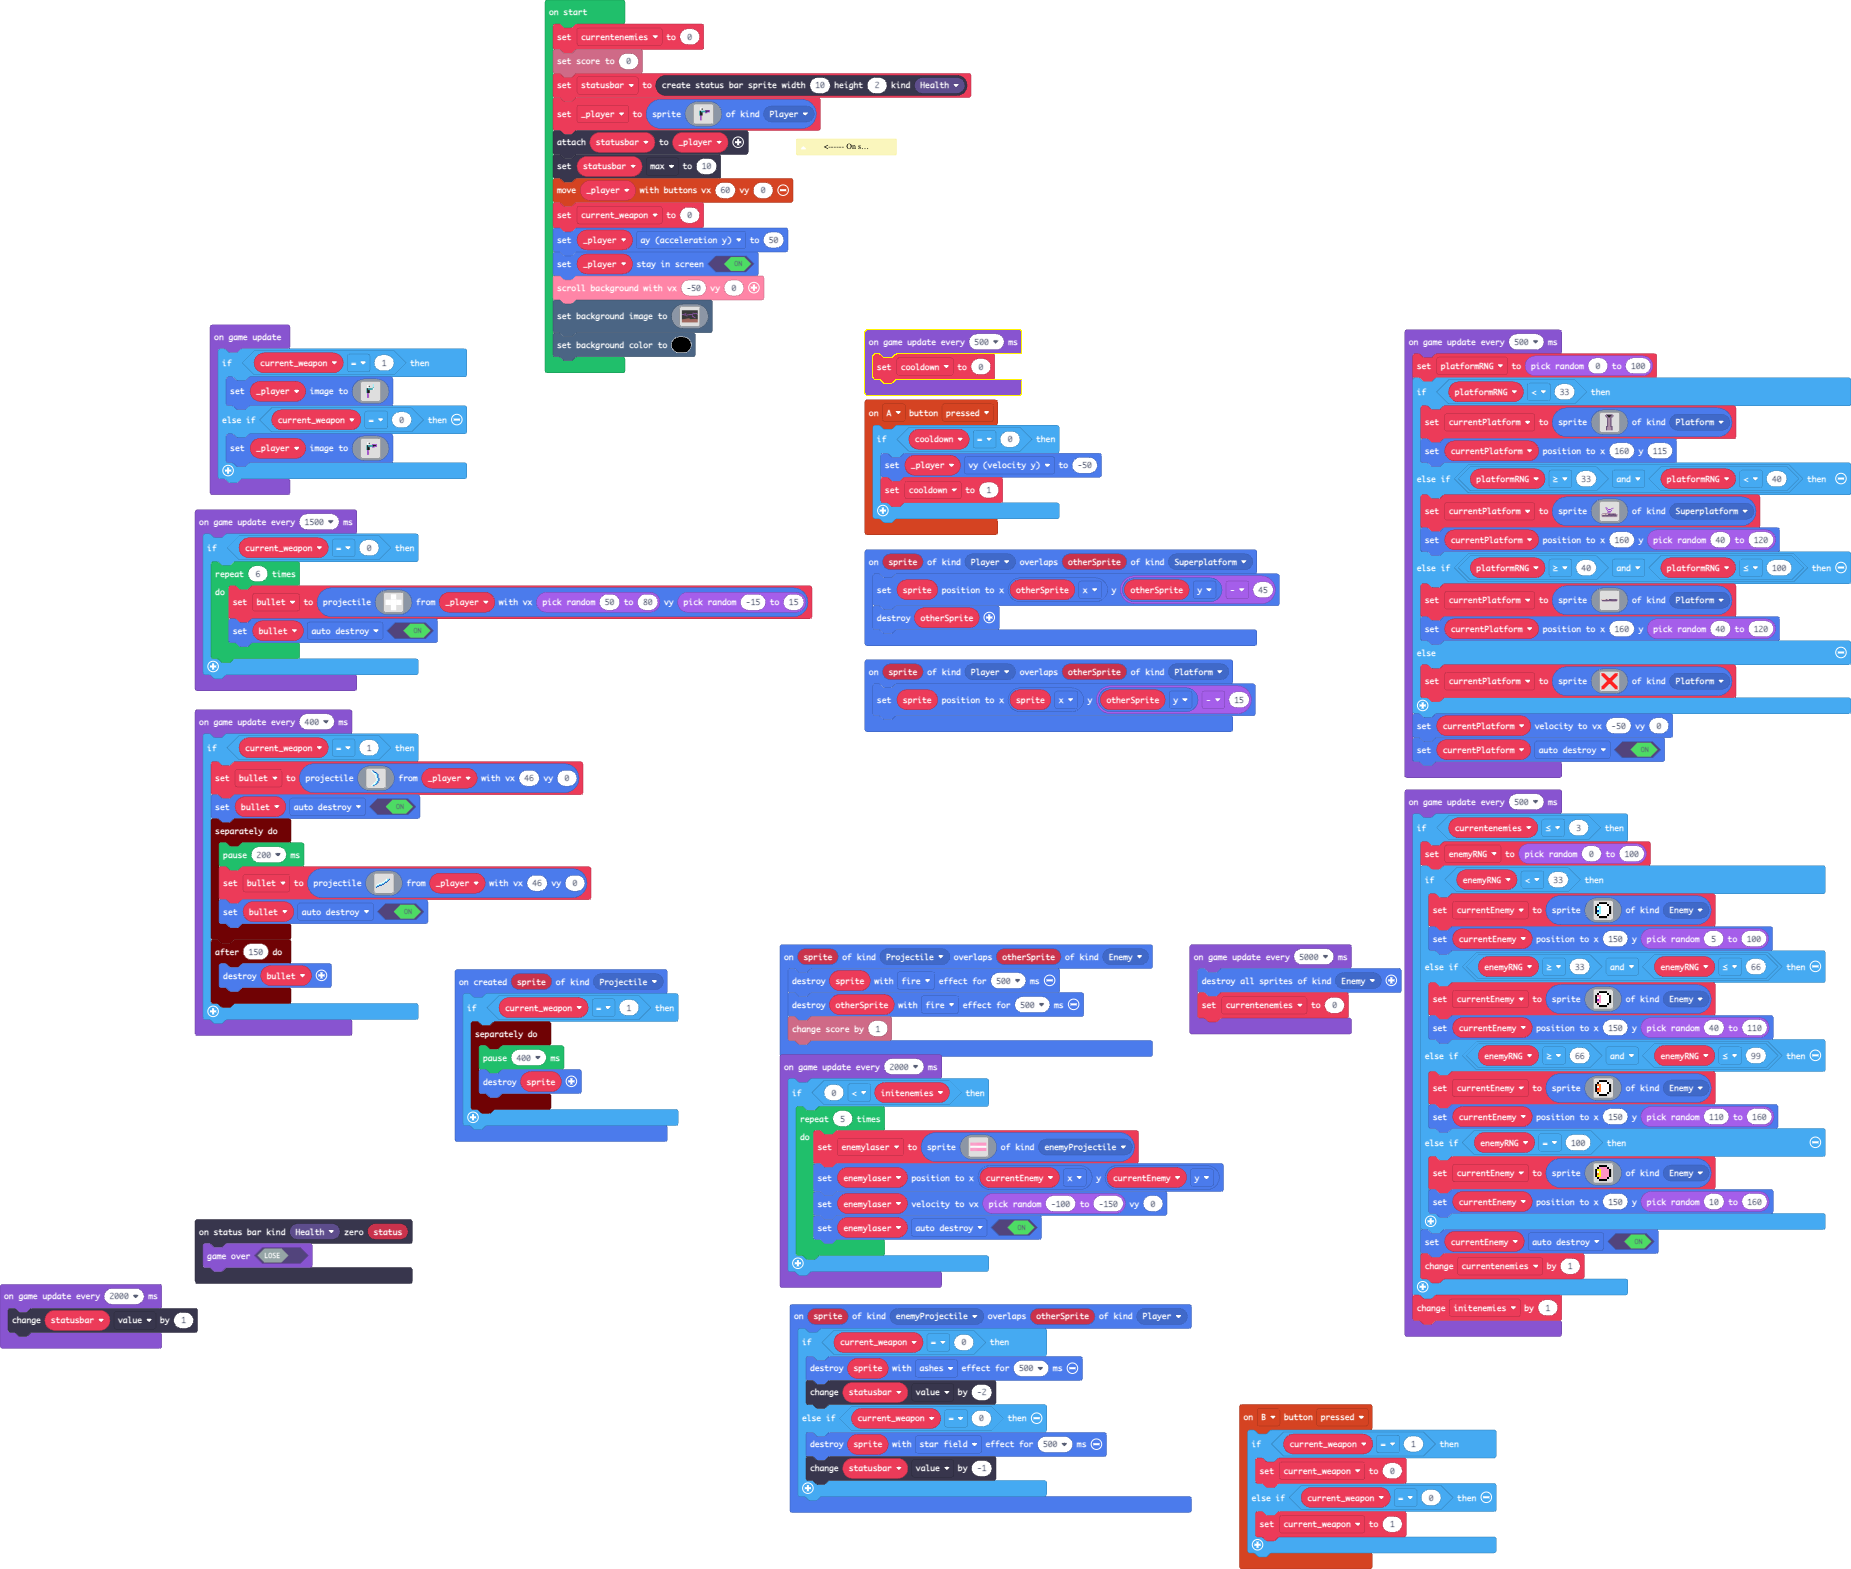 on start
set currentenemies to 0
set score to 0
set statusbar to create status bar sprite width 10 height 2 kind Health
set _player to sprite of kind Player
attach statusbar to _player
<------ On s...
set statusbar max to 10
move _player with buttons vx 60 vy 0
set current_weapon to 0
set _player ay (acceleration y) to 50
set _player stay in screen ON
scroll background with vx -50 vy 0
set background image to
set background color to
on game update
if current_weapon = 1 then
set _player image to
else if current_weapon = 0 then
set _player image to
on game update every 1500 ms
if current_weapon = 0 then
repeat 6 times
do
set bullet to projectile from _player with vx pick random 50 to 80 vy pick random -15 to 15
set bullet auto destroy ON
on game update every 400 ms
if current_weapon = 1 then
set bullet to projectile from _player with vx 46 vy 0
set bullet auto destroy ON
separately do
pause 200 ms
set bullet to projectile from _player with vx 46 vy 0
set bullet auto destroy ON
after 150 do
destroy bullet
on created sprite of kind Projectile
if current_weapon = 1 then
separately do
pause 400 ms
destroy sprite
on status bar kind Health zero status
game over LOSE
on game update every 2000 ms
change statusbar value by 1
on game update every 500 ms
set cooldown to 0
on A button pressed
if cooldown = 0 then
set _player vy (velocity y) to -50
set cooldown to 1
on sprite of kind Player overlaps otherSprite of kind Superplatform
set sprite position to x otherSprite x y otherSprite y - 45
destroy otherSprite
on sprite of kind Player overlaps otherSprite of kind Platform
set sprite position to x sprite x y otherSprite y - 15
on sprite of kind Projectile overlaps otherSprite of kind Enemy
destroy sprite with fire effect for 500 ms
destroy otherSprite with fire effect for 500 ms
change score by 1
on game update every 2000 ms
if 0 < initenemies then
repeat 5 times
do
set enemylaser to sprite of kind enemyProjectile
set enemylaser position to x currentEnemy x y currentEnemy y
set enemylaser velocity to vx pick random -100 to -150 vy 0
set enemylaser auto destroy ON
on sprite of kind enemyProjectile overlaps otherSprite of kind Player
if current_weapon = 0 then
destroy sprite with ashes effect for 500 ms
change statusbar value by -2
else if current_weapon = 0 then
destroy sprite with star field effect for 500 ms
change statusbar value by -1
on game update every 5000 ms
destroy all sprites of kind Enemy
set currentenemies to 0
on game update every 500 ms
set platformRNG to pick random 0 to 100
if platformRNG < 33 then
set currentPlatform to sprite of kind Platform
set currentPlatform position to x 160 y 115
else if platformRNG ≥ 33 and platformRNG < 40 then
set currentPlatform to sprite of kind Superplatform
set currentPlatform position to x 160 y pick random 40 to 120
else if platformRNG ≥ 40 and platformRNG ≤ 100 then
set currentPlatform to sprite of kind Platform
set currentPlatform position to x 160 y pick random 40 to 120
else
set currentPlatform to sprite of kind Platform
set currentPlatform velocity to vx -50 vy 0
set currentPlatform auto destroy ON
on game update every 500 ms
if currentenemies ≤ 3 then
set enemyRNG to pick random 0 to 100
if enemyRNG < 33 then
set currentEnemy to sprite of kind Enemy
set currentEnemy position to x 150 y pick random 5 to 100
else if enemyRNG ≥ 33 and enemyRNG ≤ 66 then
set currentEnemy to sprite of kind Enemy
set currentEnemy position to x 150 y pick random 40 to 110
else if enemyRNG ≥ 66 and enemyRNG ≤ 99 then
set currentEnemy to sprite of kind Enemy
set currentEnemy position to x 150 y pick random 110 to 160
else if enemyRNG = 100 then
set currentEnemy to sprite of kind Enemy
set currentEnemy position to x 150 y pick random 10 to 160
set currentEnemy auto destroy ON
change currentenemies by 1
change initenemies by 1
on B button pressed
if current_weapon = 1 then
set current_weapon to 0
else if current_weapon = 0 then
set current_weapon to 1